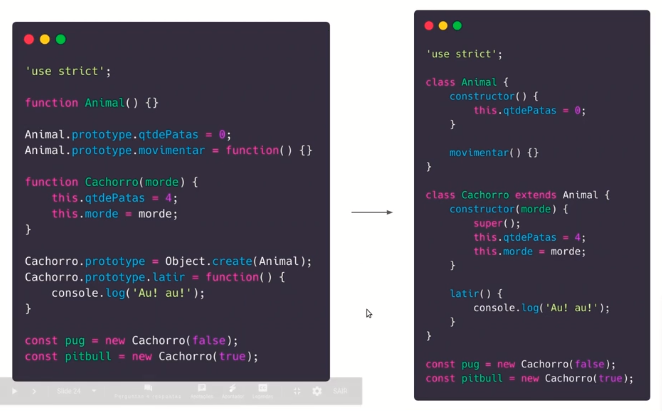 'use strict';
function Animal() {}
Animal.prototype.qtdePatas = 0;
Animal.prototype.movimentar = function() {}
function Cachorro(morde) {
    this.qtdePatas = 4;
    this.morde = morde;
}
Cachorro.prototype = Object.create(Animal);
Cachorro.prototype.latir = function() {
    console.log('Au! au!');
}
const pug = new Cachorro(false);
const pitbull = new Cachorro(true);
'use strict';
class Animal {
    constructor() {
        this.qtdePatas = 0;
    }
    movimentar() {}
}
class Cachorro extends Animal {
    constructor(morde) {
        super();
        this.qtdePatas = 4;
        this.morde = morde;
    }
    latir() {
        console.log('Au! au!');
    }
}
const pug = new Cachorro(false);
const pitbull = new Cachorro(true);